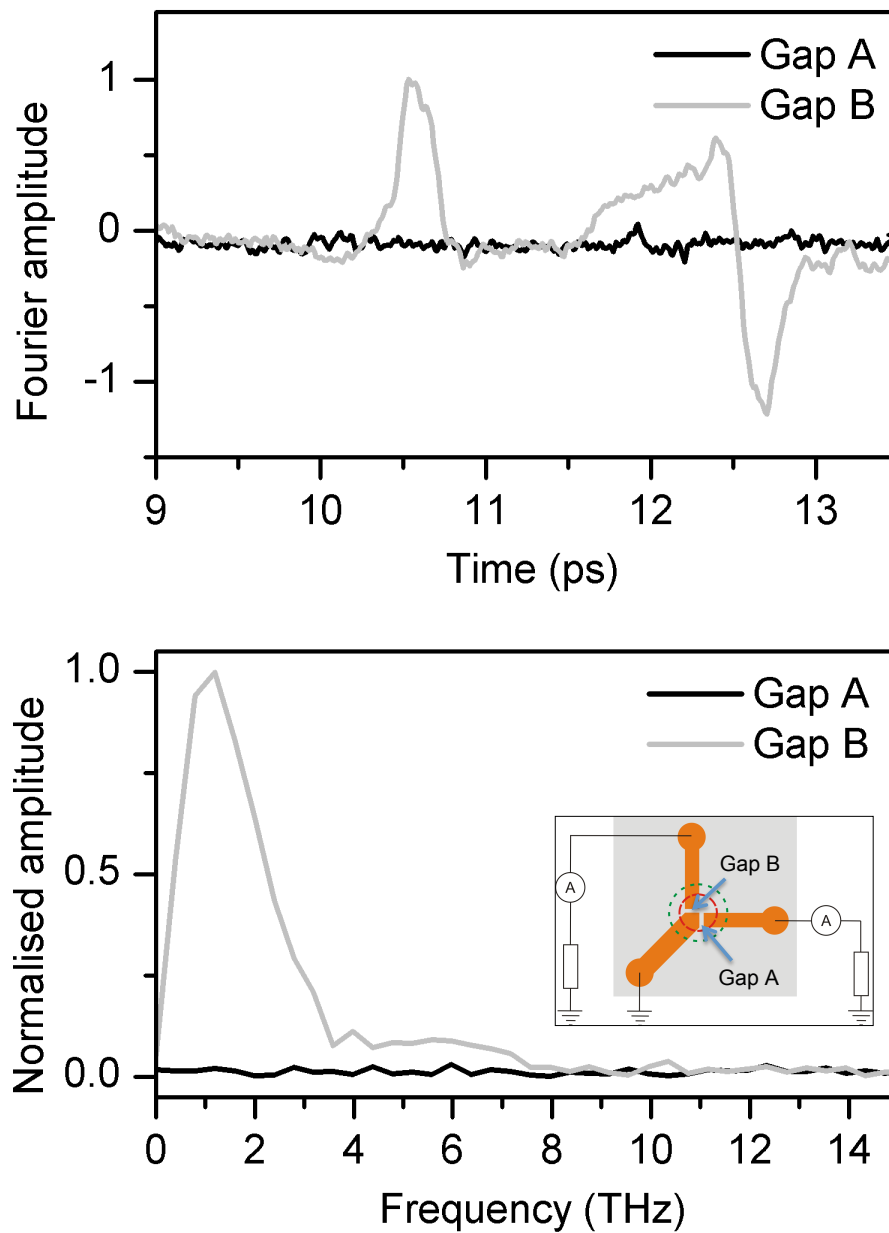 Gap A
Gap B
1
0
-1
Fourier amplitude
9 10 11 12 13
Time (ps)
Gap A
Gap B
1.0
0.5
0.0
Normalised amplitude
A
Gap B
A
Gap A
0 2 4 6 8 10 12 14
Frequency (THz)